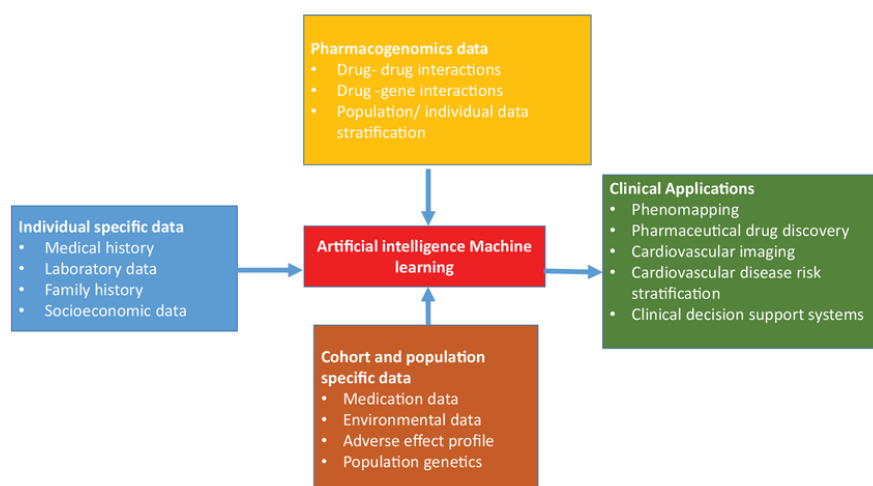 Pharmacogenomics data
• Drug- drug interactions
• Drug -gene interactions
• Population/ individual data
stratification
Individual specific data
• Medical history
• Laboratory data
• Family history
• Socioeconomic data
Artificial intelligence Machine
learning
Clinical Applications
• Phenomapping
• Pharmaceutical drug discovery
• Cardiovascular imaging
• Cardiovascular disease risk
stratification
• Clinical decision support systems
Cohort and population
specific data
• Medication data
• Environmental data
• Adverse effect profile
• Population genetics